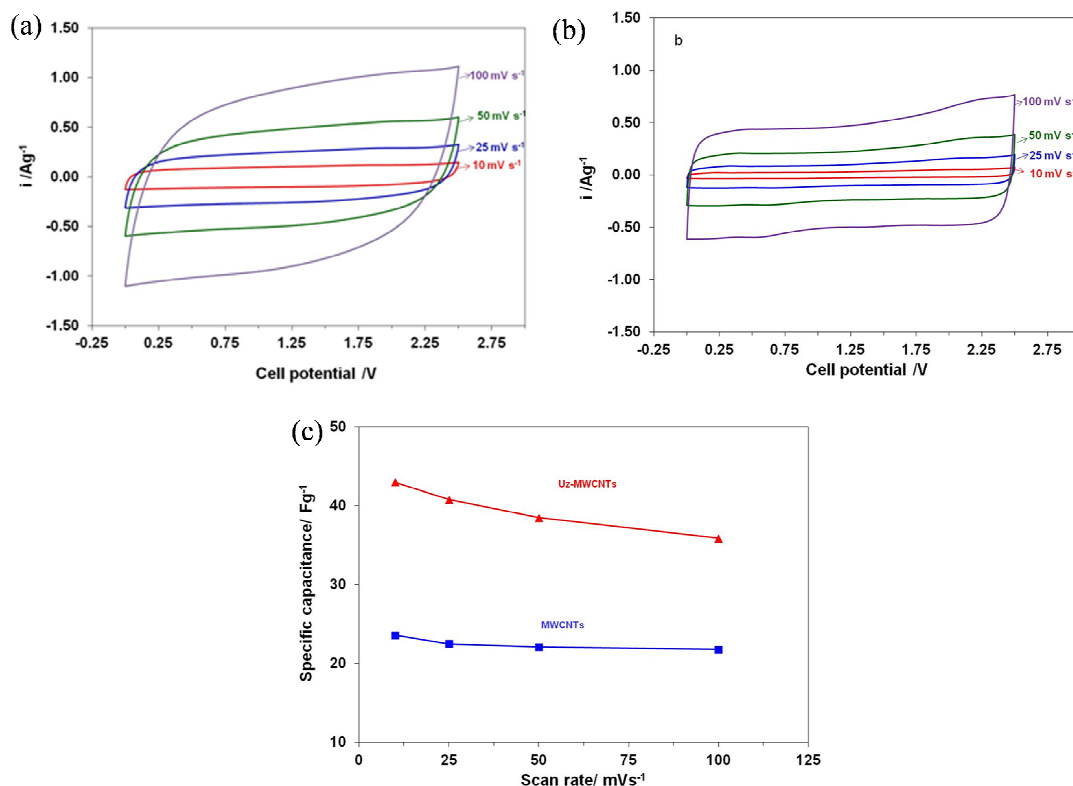 (a)
1.50
1.00
0.50
0.00
-0.50
-1.00
-1.50
i /Ag-1
100 mV s-1
50 mV s-1
25 mV s-1
10 mV s-1
-0.25 0.25 0.75 1.25 1.75 2.25 2.75
Cell potential /V
(b)
b
1.50
1.00
0.50
0.00
-0.50
-1.00
-1.50
i /Ag-1
100 mV s-
50 mV s-
25 mV s-
10 mV s-
-0.25 0.25 0.75 1.25 1.75 2.25 2.75
Cell potential /V
(c)
50
40
30
20
10
Specific capacitance/ Fg-1
Uz-MWCNTs
MWCNTs
0 25 50 75 100 125
Scan rate/ mVs-1